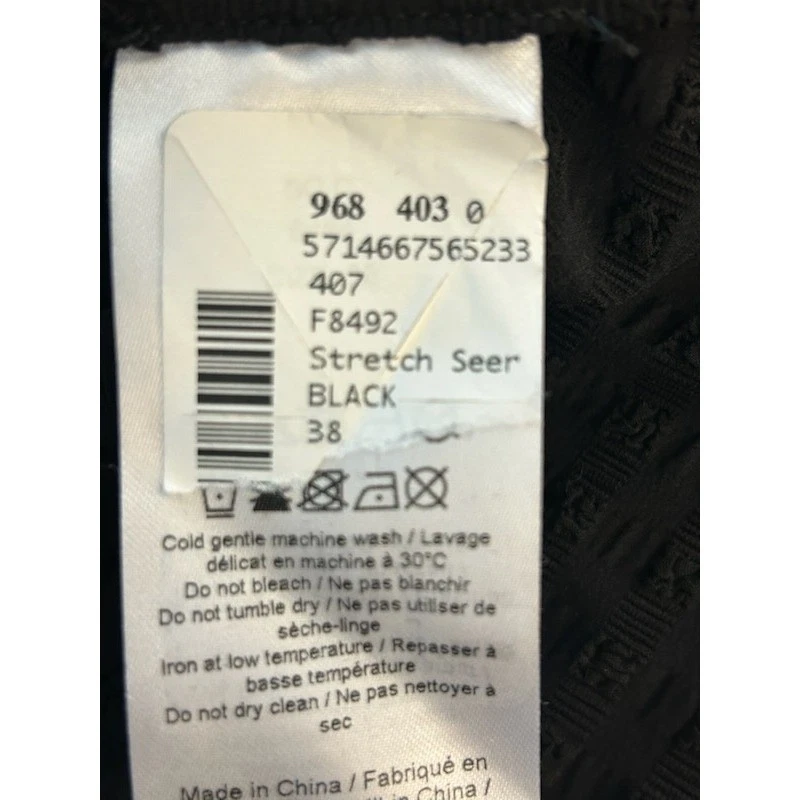 968 403 0
5714667565233
407
F8492
Stretch Seer
BLACK
38
Cold gentle machine wash / Lavage
délicat en machine à 30°C
Do not bleach / Ne pas blanchir
Do not tumble dry / Ne pas utiliser de
sèche-linge
Iron at low temperature / Repasser à
basse température
Do not dry clean / Ne pas nettoyer à
sec
Made in China / Fabriqué en
in China /